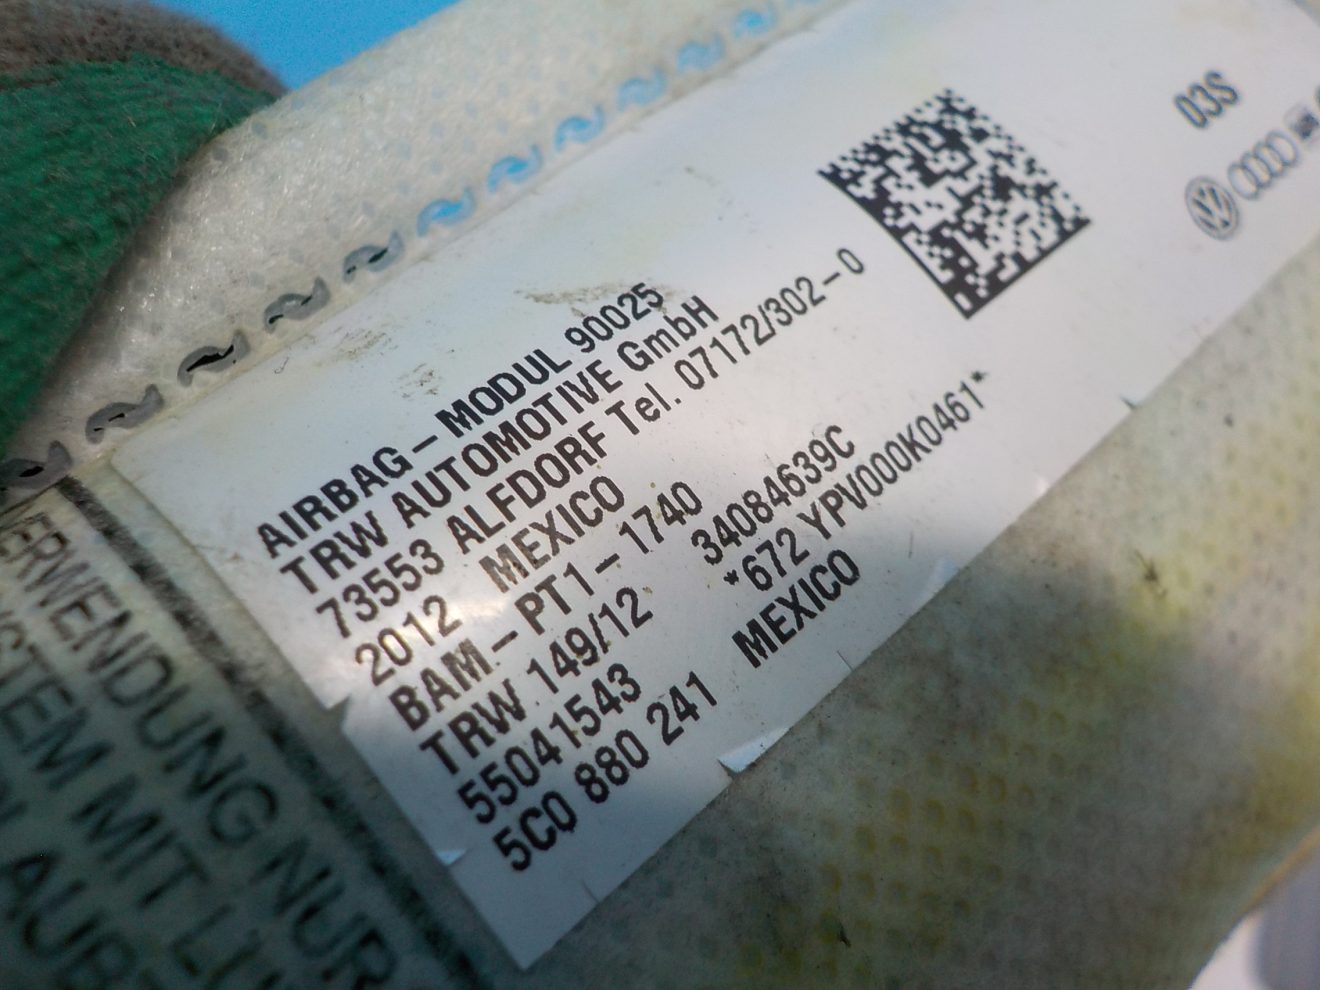 03S
AIRBAG-MODUL 90025
TRW AUTOMOTIVE GmbH
73553 ALFDORF Tel. 07172/302-0
2012 MEXICO
BAM-PT1-1740
TRW 149/12 34084639C
55041543 *672 YPV000K0461*
5C0 880 241 MEXICO
VERWENDUNG NUR
MIT